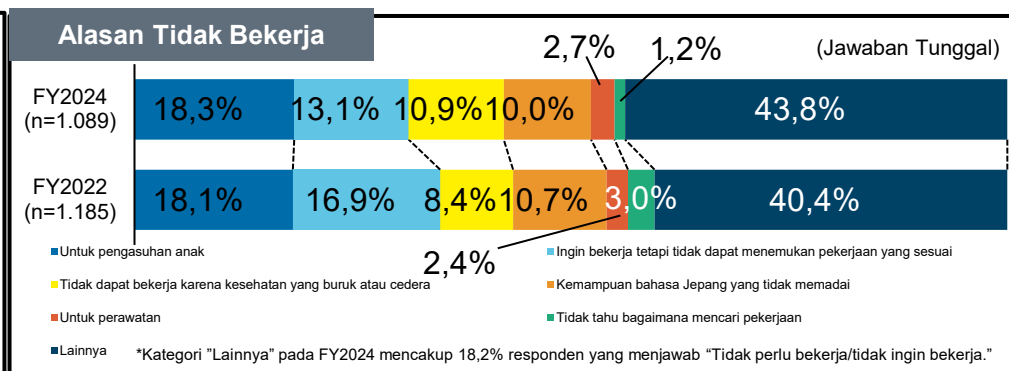 Alasan Tidak Bekerja
(Jawaban Tunggal)
2,7%
1,2%
FY2024
(n=1.089)
18,3%
13,1%
10,9%
10,0%
43,8%
FY2022
(n=1.185)
18,1%
16,9%
8,4%
10,7%
3,0%
40,4%
2,4%
Untuk pengasuhan anak
Ingin bekerja tetapi tidak dapat menemukan pekerjaan yang sesuai
Tidak dapat bekerja karena kesehatan yang buruk atau cedera
Kemampuan bahasa Jepang yang tidak memadai
Untuk perawatan
Tidak tahu bagaimana mencari pekerjaan
Lainnya
*Kategori ”Lainnya” pada FY2024 mencakup 18,2% responden yang menjawab “Tidak perlu bekerja/tidak ingin bekerja.”